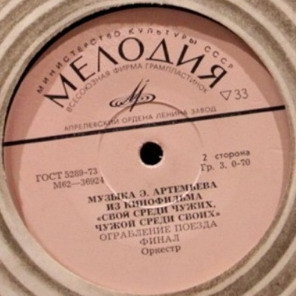 МИНИСТЕРСТВО КУЛЬТУРЫ СССР
МЕЛОДИЯ
ВСЕСОЮЗНАЯ ФИРМА ГРАМПЛАСТИНОК
▽33
АПРЕЛЕВСКИЙ ОРДЕНА ЛЕНИНА ЗАВОД
ГОСТ 5289-73
М62-36924
2 сторона
Гр. 3. 0-70
МУЗЫКА Э. АРТЕМЬЕВА
ИЗ КИНОФИЛЬМА
«СВОЙ СРЕДИ ЧУЖИХ,
ЧУЖОЙ СРЕДИ СВОИХ»
ОГРАБЛЕНИЕ ПОЕЗДА
ФИНАЛ
Оркестр